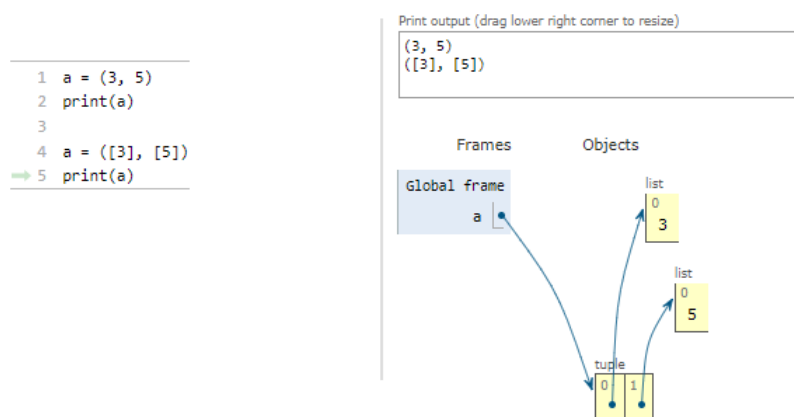 Print output (drag lower right corner to resize)
(3, 5)
([3], [5])
1 a = (3, 5)
2 print(a)
3
4 a = ([3], [5])
5 print(a)
Frames Objects
Global frame
a
list
0
3
list
0
5
tuple
0 1